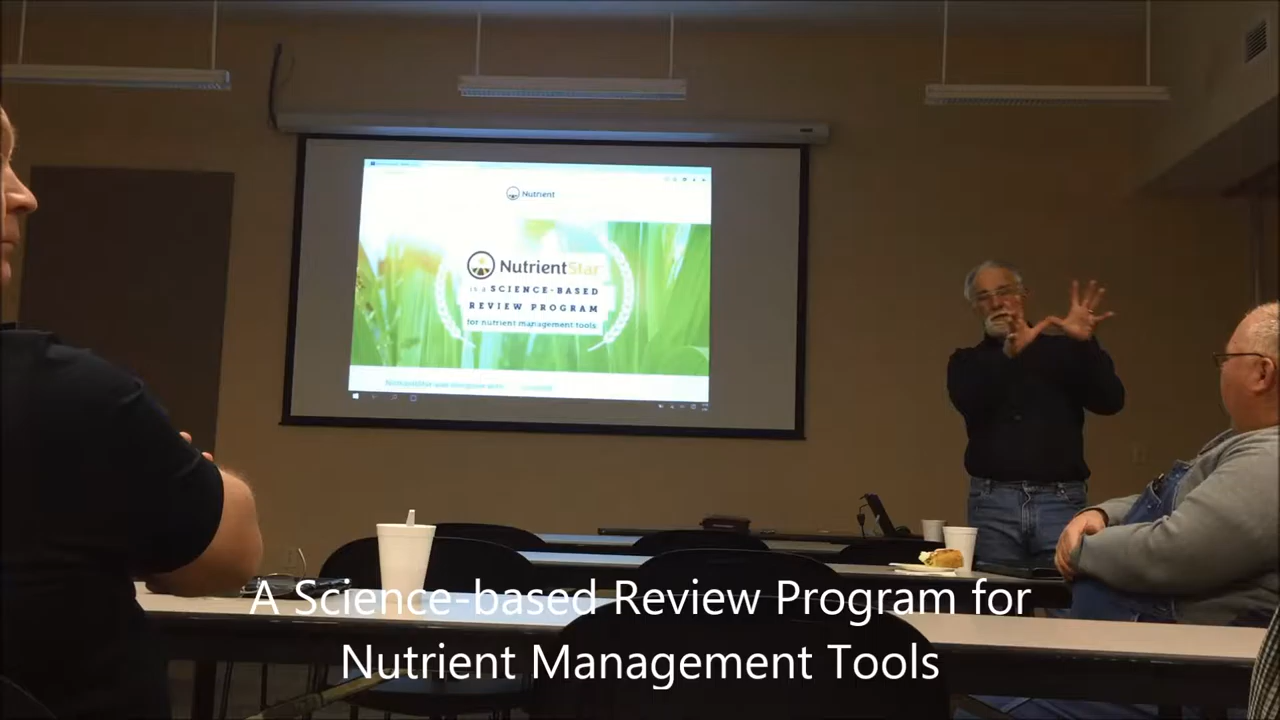 Nutrient
NutrientStar
is a SCIENCE-BASED
REVIEW PROGRAM
for nutrient management tools
A Science-based Review Program for
Nutrient Management Tools